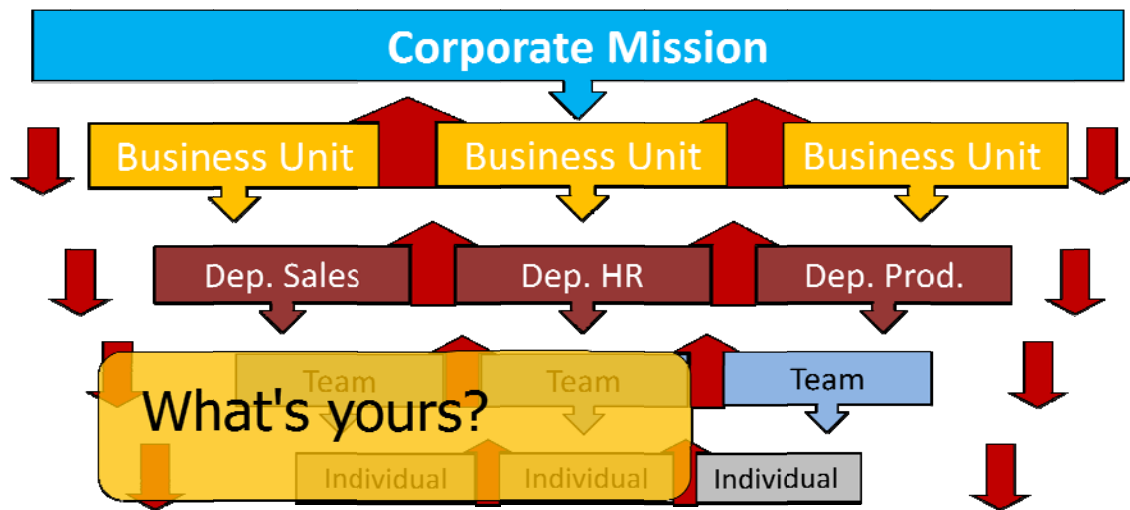 Corporate Mission
Business Unit Business Unit Business Unit
Dep. Sales Dep. HR Dep. Prod.
Team Team Team
What's yours?
Individual Individual Individual